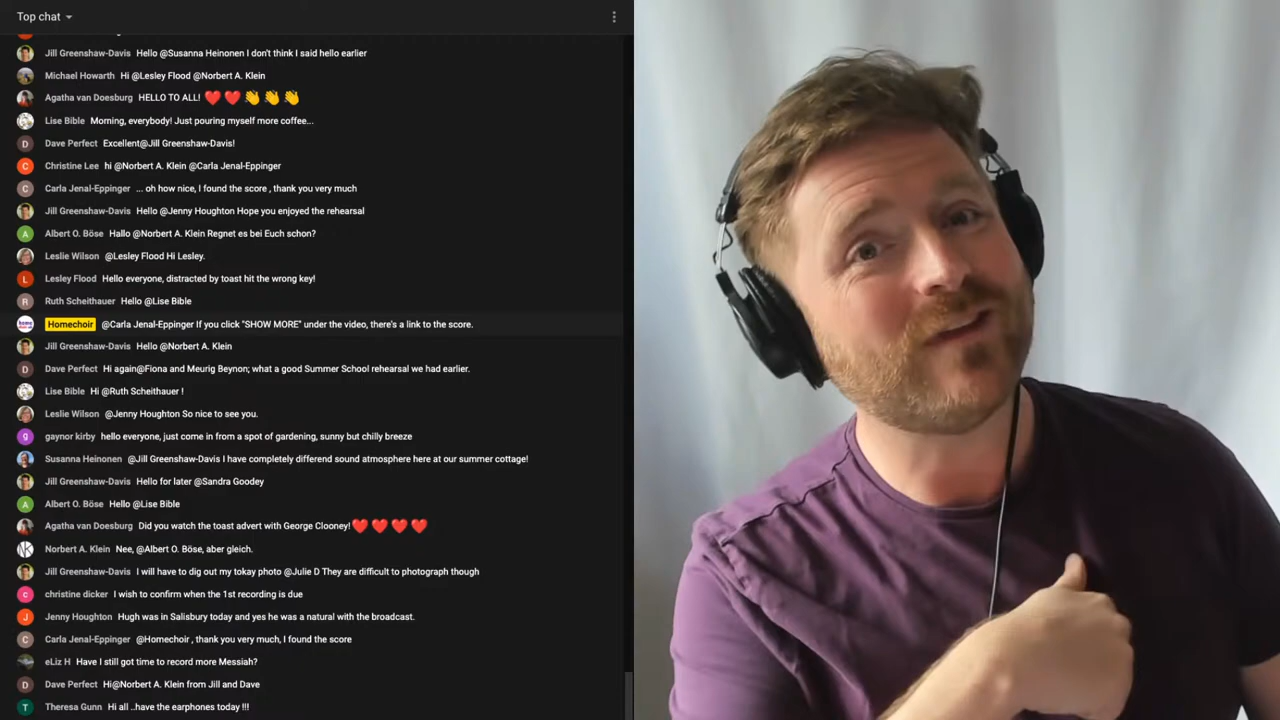 Top chat
Jill Greenshaw-Davis Hello @Susanna Heinonen I don't think I said hello earlier
Michael Howarth Hi @Lesley Flood @Norbert A. Klein
Agatha van Doesburg HELLO TO ALL! ❤️ ❤️ 👏 👏 👏
Lise Bible Morning, everybody! Just pouring myself more coffee...
D Dave Perfect Excellent@Jill Greenshaw-Davis!
C Christine Lee hi @Norbert A. Klein @Carla Jenal-Eppinger
C Carla Jenal-Eppinger ... oh how nice, I found the score , thank you very much
Jill Greenshaw-Davis Hello @Jenny Houghton Hope you enjoyed the rehearsal
A Albert O. Böse Hallo @Norbert A. Klein Regnet es bei Euch schon?
Leslie Wilson @Lesley Flood Hi Lesley.
L Lesley Flood Hello everyone, distracted by toast hit the wrong key!
R Ruth Scheithauer Hello @Lise Bible
Homechoir @Carla Jenal-Eppinger If you click "SHOW MORE" under the video, there's a link to the score.
Jill Greenshaw-Davis Hello @Norbert A. Klein
D Dave Perfect Hi again@Fiona and Meurig Beynon; what a good Summer School rehearsal we had earlier.
Lise Bible Hi @Ruth Scheithauer !
Leslie Wilson @Jenny Houghton So nice to see you.
g gaynor kirby hello everyone, just come in from a spot of gardening, sunny but chilly breeze
Susanna Heinonen @Jill Greenshaw-Davis I have completely differend sound atmosphere here at our summer cottage!
Jill Greenshaw-Davis Hello for later @Sandra Goodey
A Albert O. Böse Hello @Lise Bible
Agatha van Doesburg Did you watch the toast advert with George Clooney!❤️ ❤️ ❤️ ❤️
NK Norbert A. Klein Nee, @Albert O. Böse, aber gleich.
Jill Greenshaw-Davis I will have to dig out my tokay photo @Julie D They are difficult to photograph though
c christine dicker I wish to confirm when the 1st recording is due
J Jenny Houghton Hugh was in Salisbury today and yes he was a natural with the broadcast.
C Carla Jenal-Eppinger @Homechoir , thank you very much, I found the score
eLiz H Have I still got time to record more Messiah?
D Dave Perfect Hi@Norbert A. Klein from Jill and Dave
T Theresa Gunn Hi all ..have the earphones today !!!